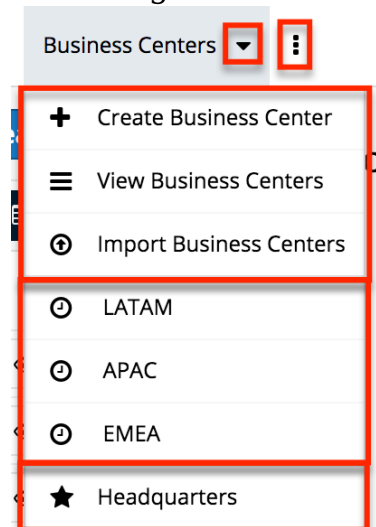 Business Centers
Create Business Center
View Business Centers
Import Business Centers
LATAM
APAC
EMEA
Headquarters